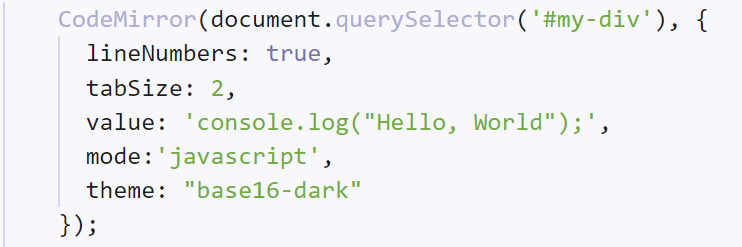 CodeMirror(document.querySelector('#my-div'), {
  lineNumbers: true,
  tabSize: 2,
  value: 'console.log("Hello, World");',
  mode:'javascript',
  theme: "base16-dark"
});